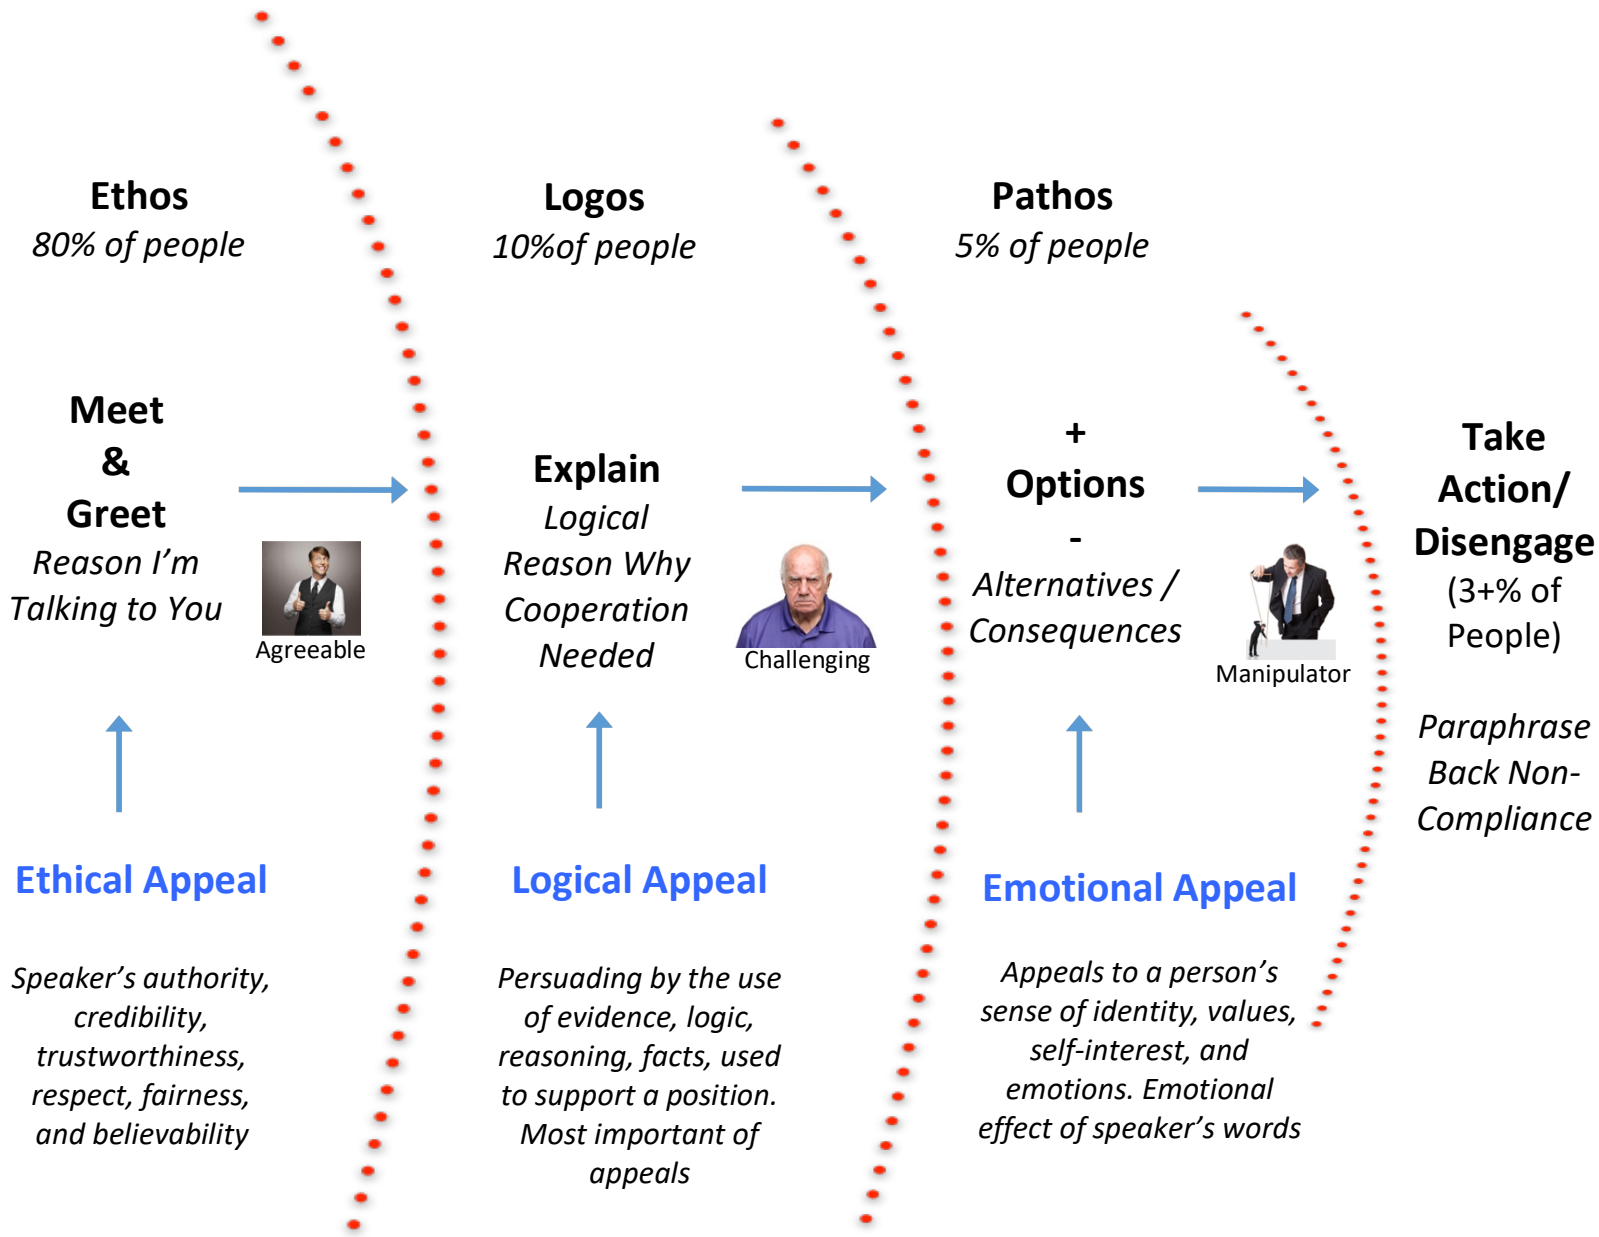 Ethos
80% of people
Meet
&
Greet
Reason I’m
Talking to You
Agreeable
Ethical Appeal
Speaker’s authority,
credibility,
trustworthiness,
respect, fairness,
and believability
Logos
10%of people
Explain
Logical
Reason Why
Cooperation
Needed
Challenging
Logical Appeal
Persuading by the use
of evidence, logic,
reasoning, facts, used
to support a position.
Most important of
appeals
Pathos
5% of people
+
Options
-
Alternatives /
Consequences
Manipulator
Emotional Appeal
Appeals to a person’s
sense of identity, values,
self-interest, and
emotions. Emotional
effect of speaker’s words
Take
Action/
Disengage
(3+% of
People)
Paraphrase
Back Non-
Compliance